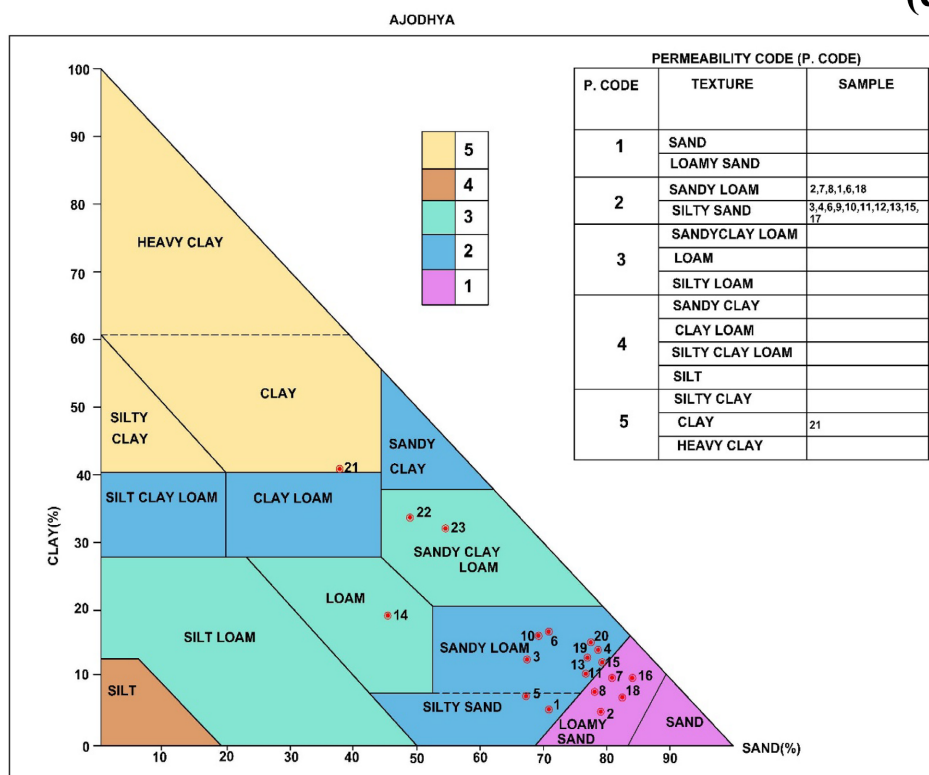 (
AJODHYA
PERMEABILITY CODE (P. CODE)
P. CODE TEXTURE SAMPLE
1 SAND
LOAMY SAND
2 SANDY LOAM 2,7,8,1,6,18
SILTY SAND 3,4,6,9,10,11,12,13,15,
17
3 SANDYCLAY LOAM
LOAM
SILTY LOAM
4 SANDY CLAY
CLAY LOAM
SILTY CLAY LOAM
SILT
5 SILTY CLAY
CLAY 21
HEAVY CLAY
5
4
3
2
1
CLAY(%)
100
90
80
70
60
50
40
30
20
10
0
HEAVY CLAY
CLAY
SILTY
CLAY
SANDY
CLAY
21
SILT CLAY LOAM
CLAY LOAM
22
23
SANDY CLAY
LOAM
LOAM
14
SILT LOAM
SANDY LOAM
10
6
3
20
19
4
13
15
11
7
16
SILT
5
8
18
SILTY SAND
1
2
LOAMY
SAND
SAND
10 20 30 40 50 60 70 80 90
SAND(%)